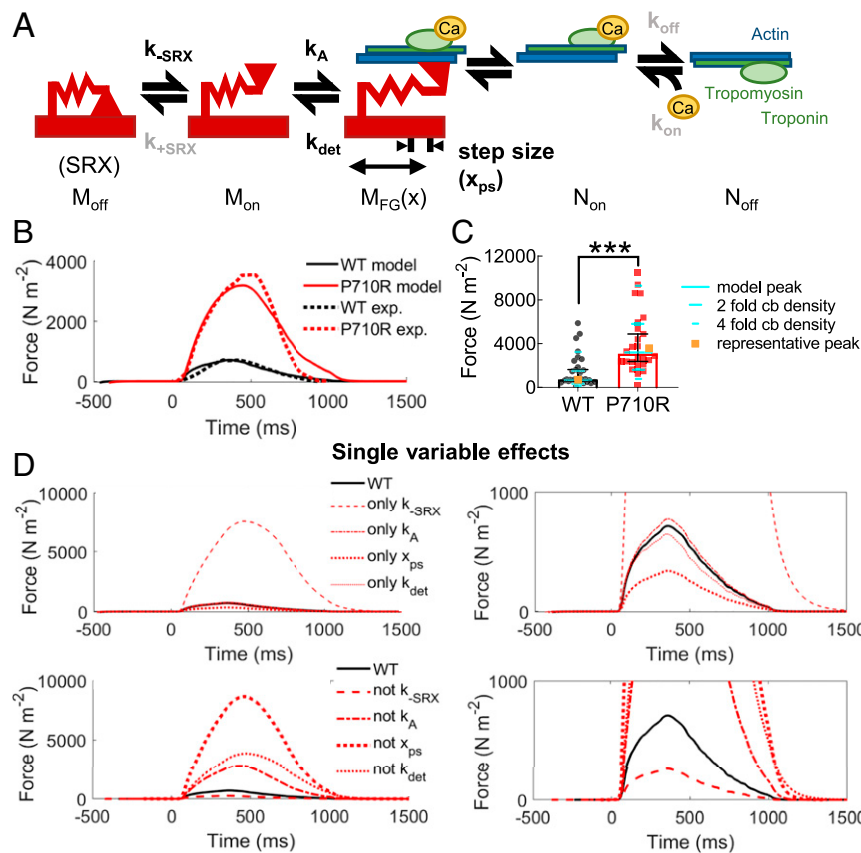 A
k-SRX
k+SRX
kA
kdet
Ca
Ca
koff
kon
Ca
Actin
Tropomyosin
Troponin
step size
(xps)
(SRX)
Moff
Mon
MFG(x)
Non
Noff
B
Force (N m-2)
4000
2000
0
-500
0
500
1000
1500
Time (ms)
WT model
P710R model
WT exp.
P710R exp.
C
Force (N m-2)
12000
8000
4000
0
***
WT
P710R
model peak
2 fold cb density
4 fold cb density
representative peak
D
Single variable effects
Force (N m-2)
10000
5000
0
-500
0
500
1000
1500
Time (ms)
WT
only k-SRX
only kA
only xps
only kdet
Force (N m-2)
1000
0
-500
0
500
1000
1500
Time (ms)
Force (N m-2)
10000
5000
0
-500
0
500
1000
1500
Time (ms)
WT
not k-SRX
not kA
not xps
not kdet
Force (N m-2)
1000
0
-500
0
500
1000
1500
Time (ms)